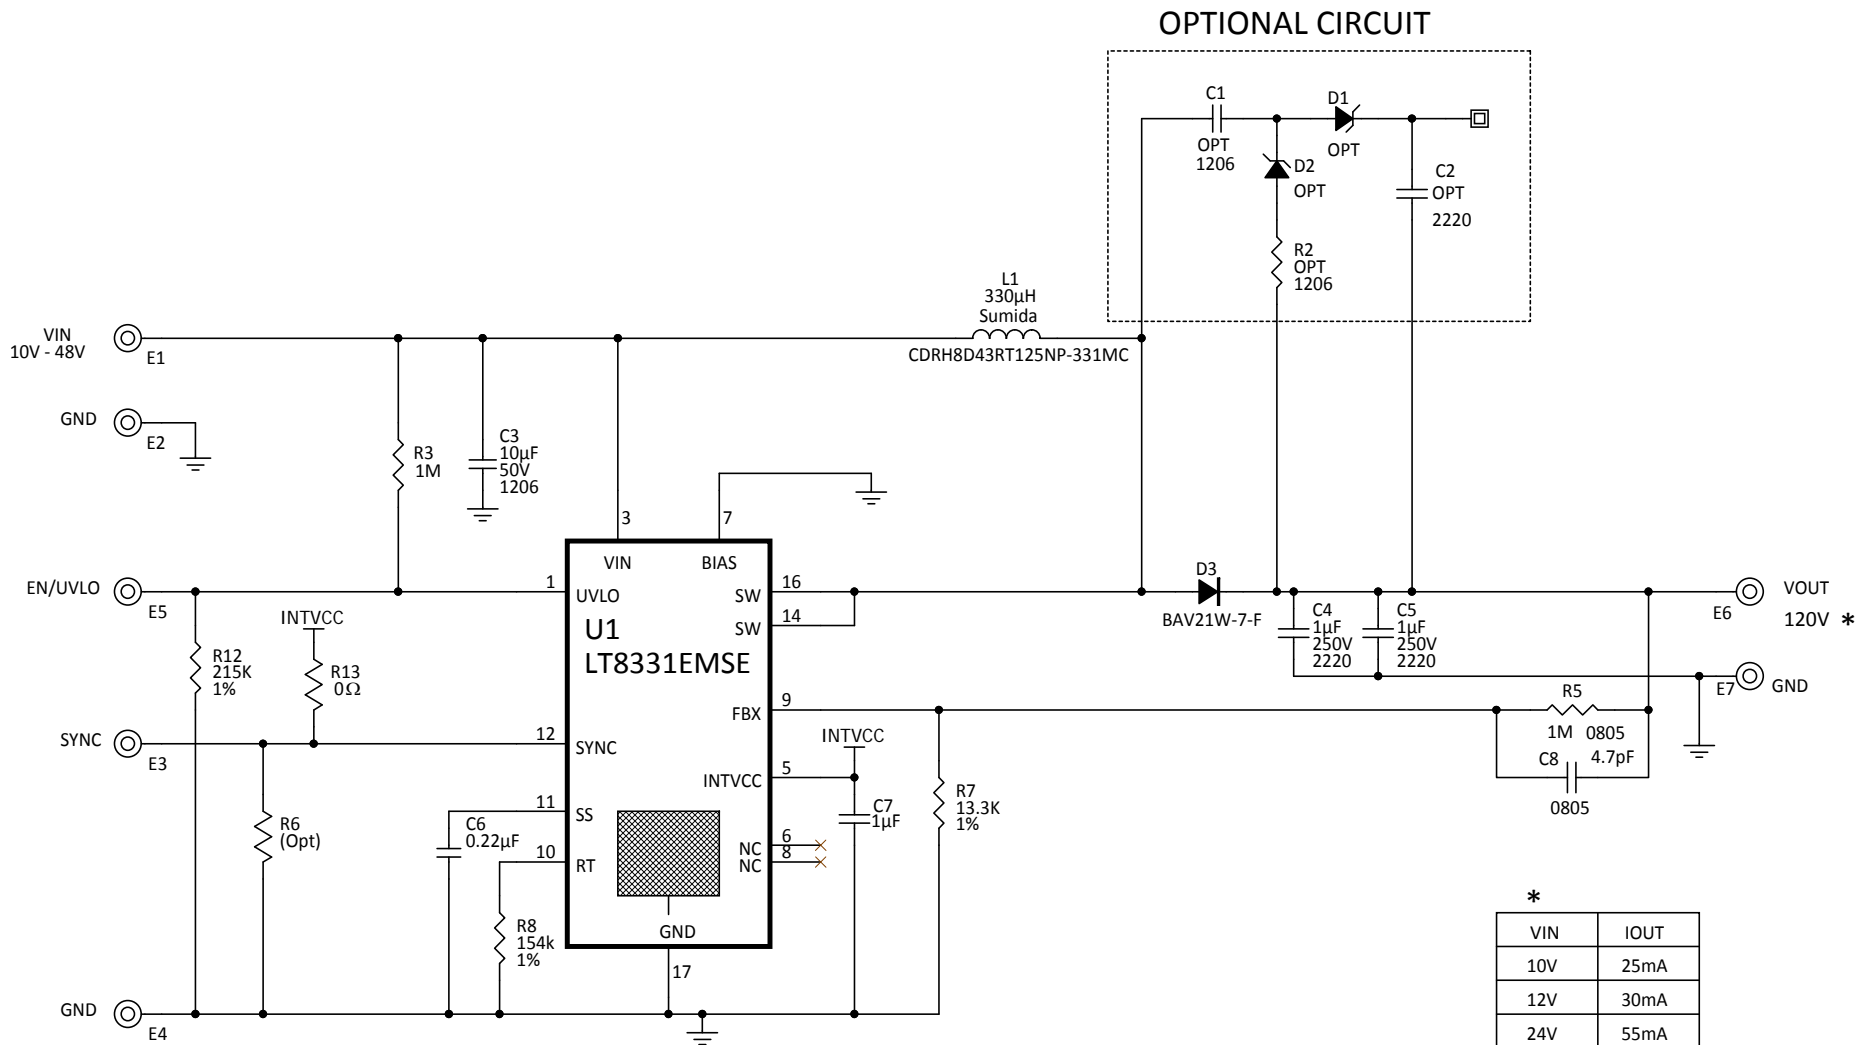 OPTIONAL CIRCUIT
C1
OPT
1206
D1
OPT
D2
OPT
C2
OPT
2220
R2
OPT
1206
L1
330µH
Sumida
CDRH8D43RT125NP-331MC
VIN
10V - 48V
E1
GND
E2
R3
1M
C3
10µF
50V
1206
3
7
VIN
BIAS
EN/UVLO
E5
1
UVLO
SW
16
SW
14
U1
LT8331EMSE
D3
BAV21W-7-F
C4
1µF
250V
2220
C5
1µF
250V
2220
E6
VOUT
120V *
E7
GND
INTVCC
R12
215K
1%
R13
0Ω
FBX
9
R5
1M 0805
C8 4.7pF
0805
SYNC
E3
12
SYNC
INTVCC
INTVCC
5
C7
1µF
R7
13.3K
1%
11
SS
C6
0.22µF
R6
(Opt)
10
RT
NC
6
NC
8
R8
154k
1%
GND
17
GND
E4
*
VIN IOUT
10V 25mA
12V 30mA
24V 55mA